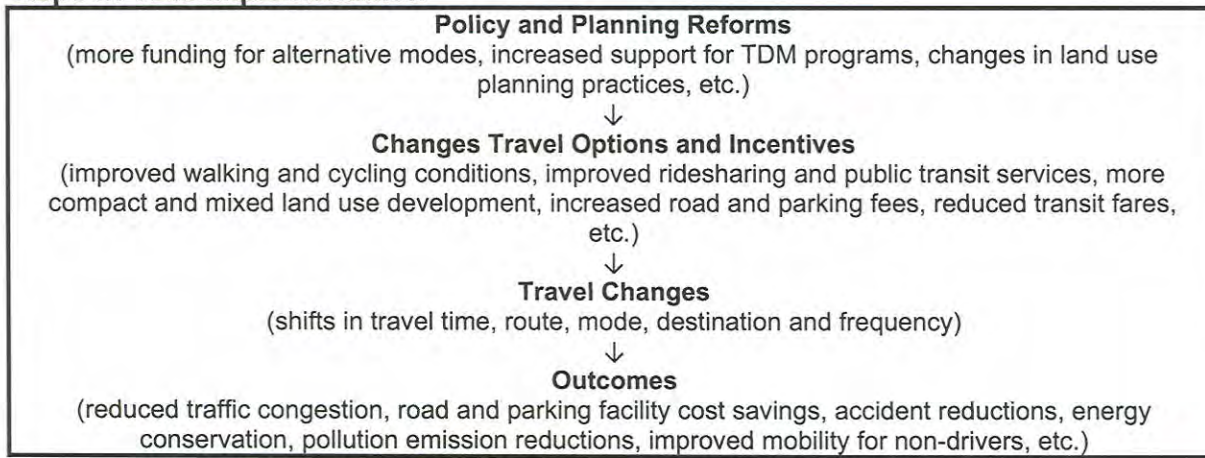 Policy and Planning Reforms
(more funding for alternative modes, increased support for TDM programs, changes in land use
planning practices, etc.)
↓
Changes Travel Options and Incentives
(improved walking and cycling conditions, improved ridesharing and public transit services, more
compact and mixed land use development, increased road and parking fees, reduced transit fares,
etc.)
↓
Travel Changes
(shifts in travel time, route, mode, destination and frequency)
↓
Outcomes
(reduced traffic congestion, road and parking facility cost savings, accident reductions, energy
conservation, pollution emission reductions, improved mobility for non-drivers, etc.)